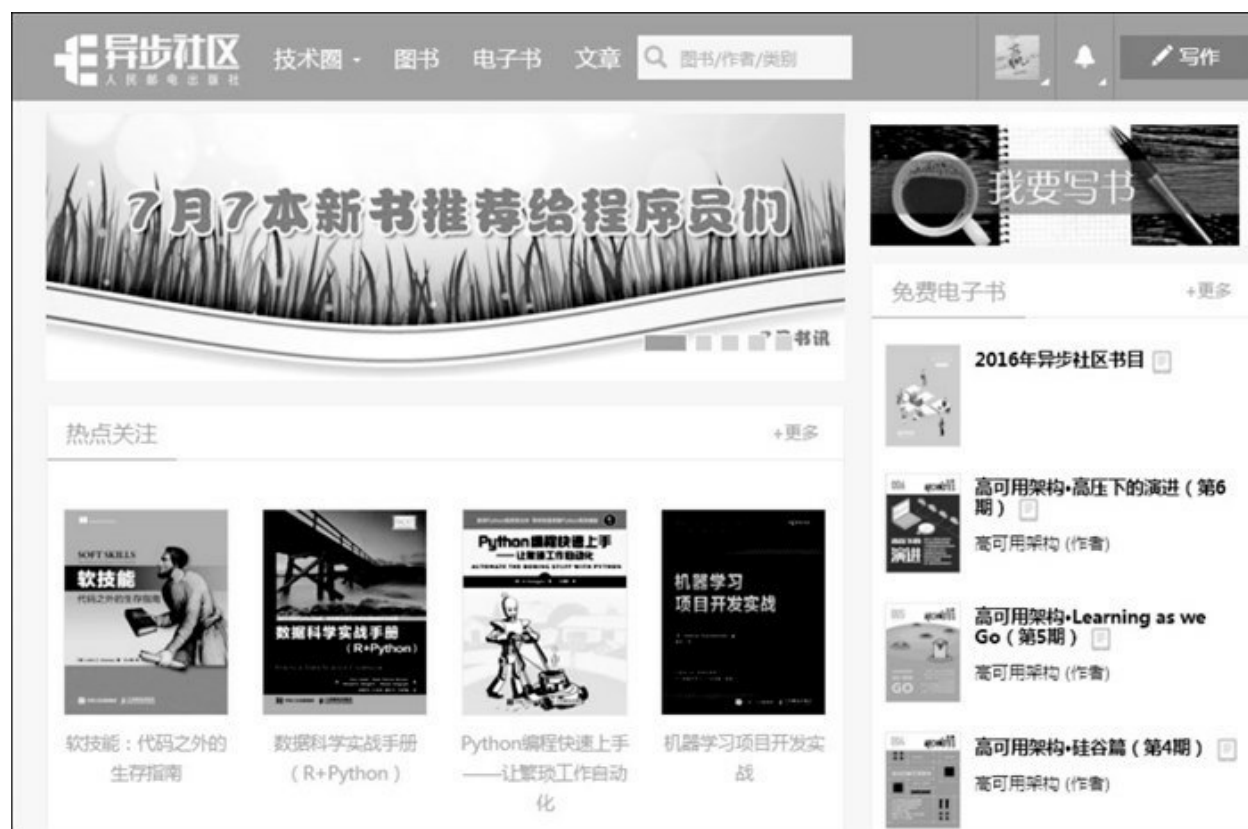 异步社区
人民邮电出版社
技术圈
图书
电子书
文章
图书/作者/类别
写作
7月7本新书推荐给程序员们
书讯
我要写书
免费电子书
+更多
2016年异步社区书目
高可用架构•高压下的演进(第6
期)
高可用架构 (作者)
高可用架构•Learning as we
Go(第5期)
高可用架构 (作者)
高可用架构•硅谷篇(第4期)
高可用架构 (作者)
演进
GO
热点关注
+更多
SOFT SKILLS
软技能
代码之外的生存指南
数据科学实战手册
(R+Python)
Python编程快速上手
——让繁琐工作自动化
AUTOMATE THE BORING STUFF WITH PYTHON
机器学习
项目开发实战
软技能:代码之外的
生存指南
数据科学实战手册
(R+Python)
Python编程快速上手
——让繁琐工作自动
化
机器学习项目开发实
战